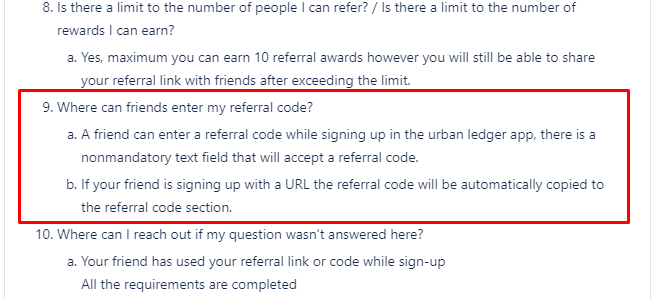 8. Is there a limit to the number of people I can refer? / Is there a limit to the number of
rewards I can earn?
a. Yes, maximum you can earn 10 referral awards however you will still be able to share
your referral link with friends after exceeding the limit.
9. Where can friends enter my referral code?
a. A friend can enter a referral code while signing up in the urban ledger app, there is a
nonmandatory text field that will accept a referral code.
b. If your friend is signing up with a URL the referral code will be automatically copied to
the referral code section.
10. Where can I reach out if my question wasn't answered here?
a. Your friend has used your referral link or code while sign-up
All the requirements are completed